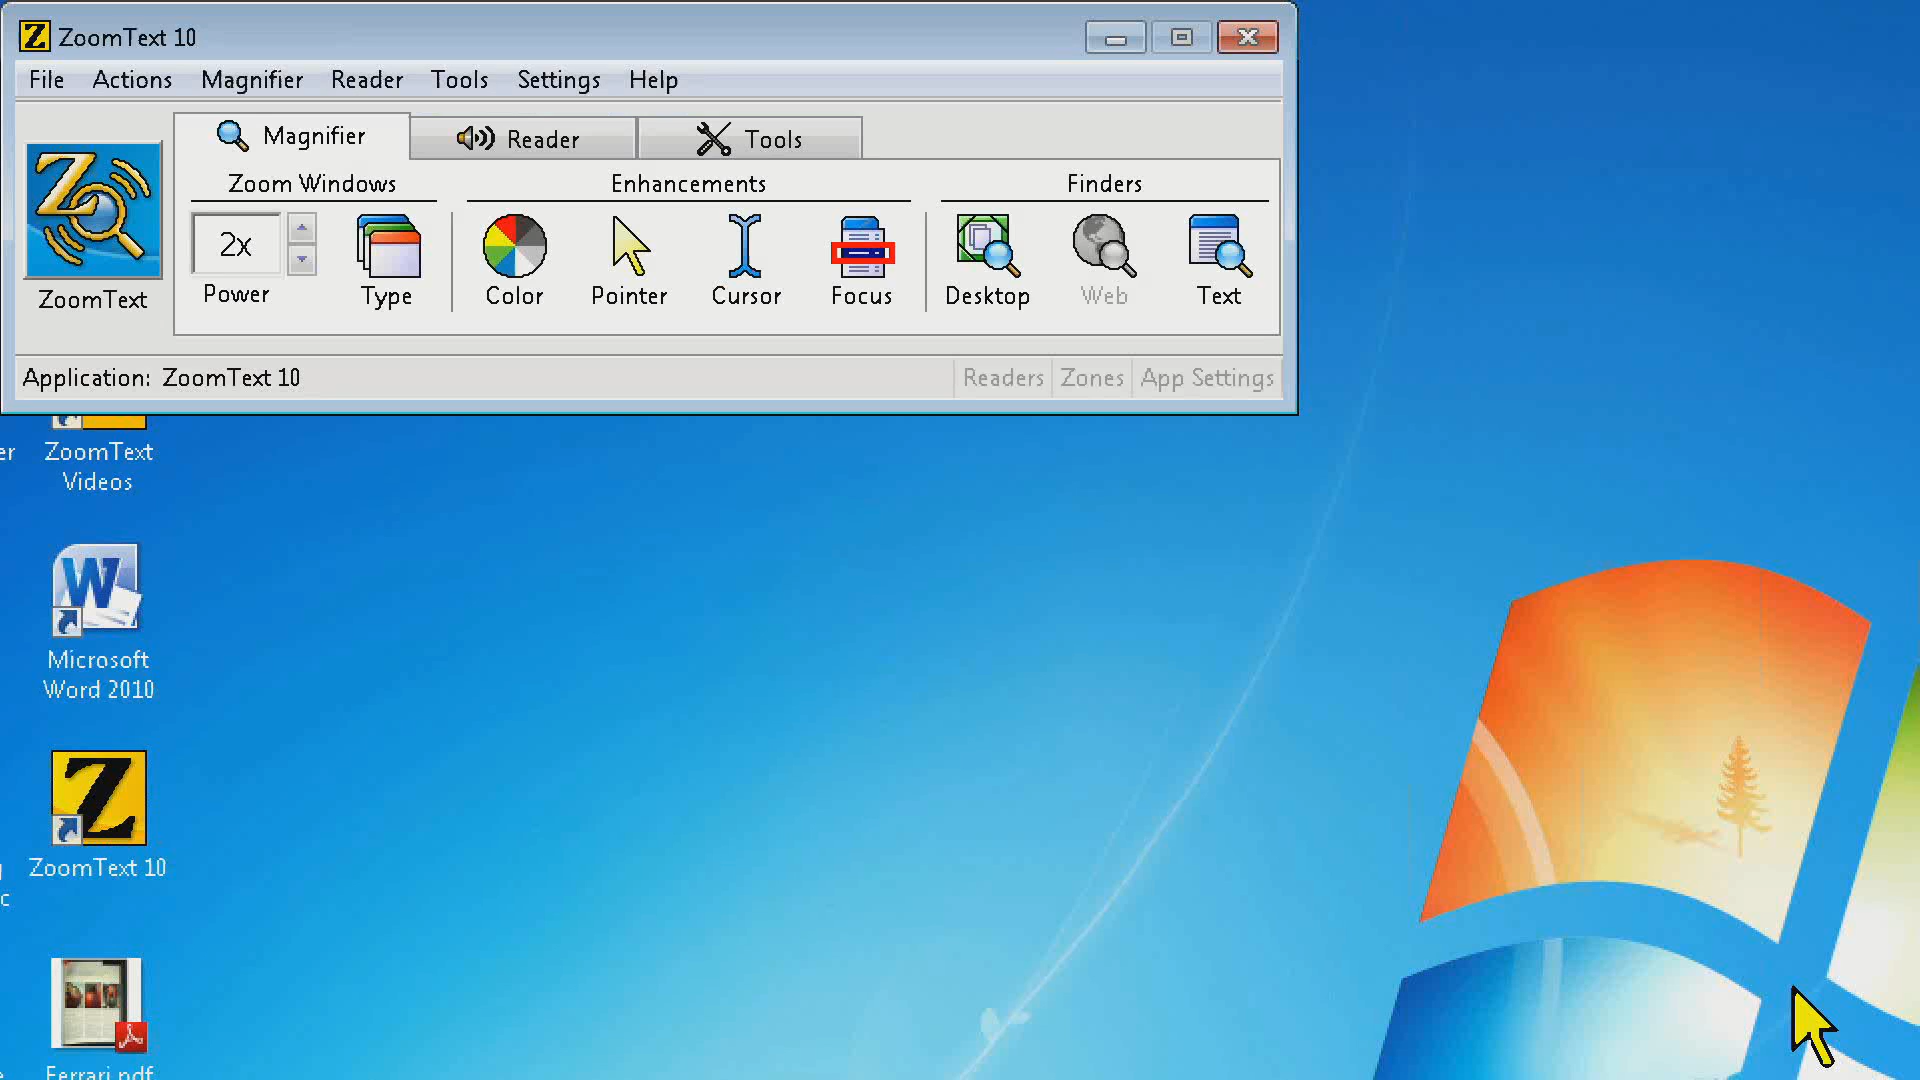 ZoomText 10
File Actions Magnifier Reader Tools Settings Help
Magnifier Reader Tools
Zoom Windows Enhancements Finders
2x
Power Type Color Pointer Cursor Focus Desktop Web Text
ZoomText
Application: ZoomText 10 Readers Zones App Settings
er
ZoomText
Videos
Microsoft
Word 2010
ZoomText 10
c
Ferrari.pdf